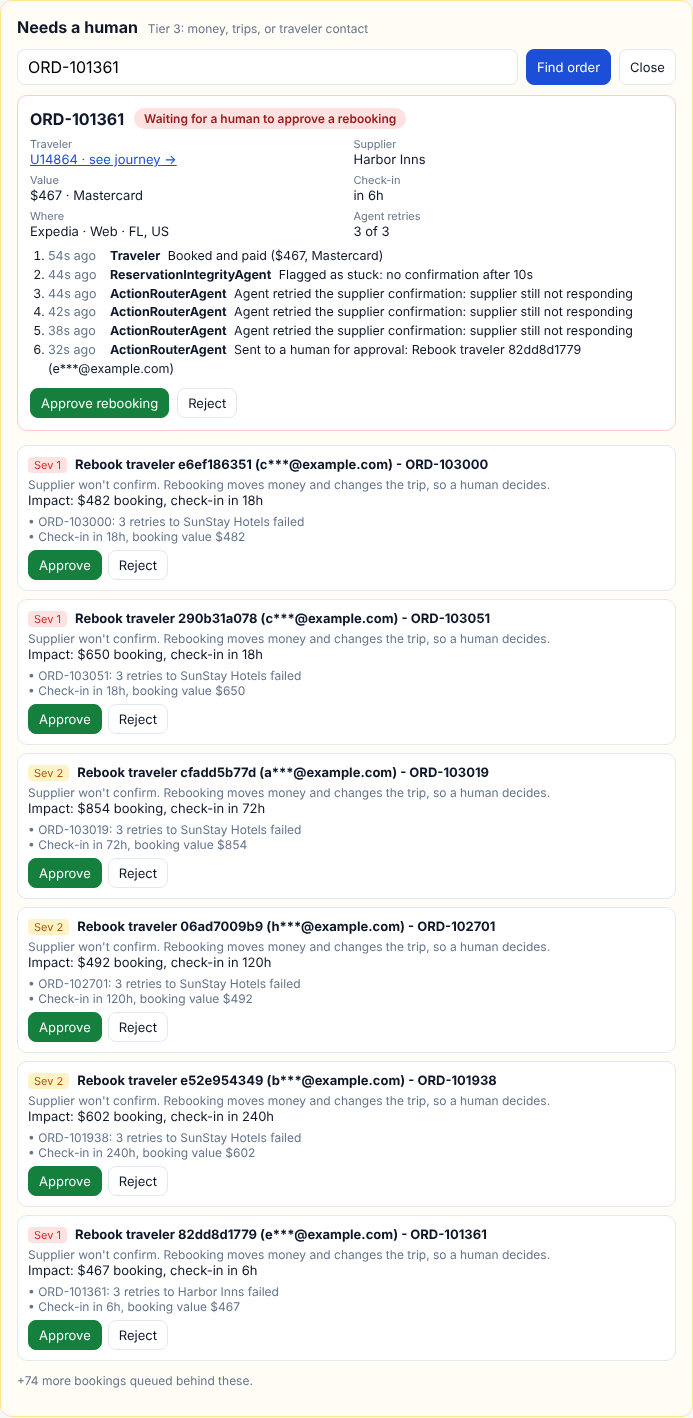 Needs a human Tier 3: money, trips, or traveler contact
ORD-101361 Find order Close
ORD-101361 Waiting for a human to approve a rebooking
Traveler Supplier
U14864 · see journey → Harbor Inns
Value Check-in
$467 · Mastercard in 6h
Where Agent retries
Expedia · Web · FL, US 3 of 3
1. 54s ago Traveler Booked and paid ($467, Mastercard)
2. 44s ago ReservationIntegrityAgent Flagged as stuck: no confirmation after 10s
3. 44s ago ActionRouterAgent Agent retried the supplier confirmation: supplier still not responding
4. 42s ago ActionRouterAgent Agent retried the supplier confirmation: supplier still not responding
5. 38s ago ActionRouterAgent Agent retried the supplier confirmation: supplier still not responding
6. 32s ago ActionRouterAgent Sent to a human for approval: Rebook traveler 82dd8d1779
(e***@example.com)
Approve rebooking Reject
Sev 1 Rebook traveler e6ef186351 (c***@example.com) - ORD-103000
Supplier won't confirm. Rebooking moves money and changes the trip, so a human decides.
Impact: $482 booking, check-in in 18h
• ORD-103000: 3 retries to SunStay Hotels failed
• Check-in in 18h, booking value $482
Approve Reject
Sev 1 Rebook traveler 290b31a078 (c***@example.com) - ORD-103051
Supplier won't confirm. Rebooking moves money and changes the trip, so a human decides.
Impact: $650 booking, check-in in 18h
• ORD-103051: 3 retries to SunStay Hotels failed
• Check-in in 18h, booking value $650
Approve Reject
Sev 2 Rebook traveler cfadd5b77d (a***@example.com) - ORD-103019
Supplier won't confirm. Rebooking moves money and changes the trip, so a human decides.
Impact: $854 booking, check-in in 72h
• ORD-103019: 3 retries to SunStay Hotels failed
• Check-in in 72h, booking value $854
Approve Reject
Sev 2 Rebook traveler 06ad7009b9 (h***@example.com) - ORD-102701
Supplier won't confirm. Rebooking moves money and changes the trip, so a human decides.
Impact: $492 booking, check-in in 120h
• ORD-102701: 3 retries to SunStay Hotels failed
• Check-in in 120h, booking value $492
Approve Reject
Sev 2 Rebook traveler e52e954349 (b***@example.com) - ORD-101938
Supplier won't confirm. Rebooking moves money and changes the trip, so a human decides.
Impact: $602 booking, check-in in 240h
• ORD-101938: 3 retries to SunStay Hotels failed
• Check-in in 240h, booking value $602
Approve Reject
Sev 1 Rebook traveler 82dd8d1779 (e***@example.com) - ORD-101361
Supplier won't confirm. Rebooking moves money and changes the trip, so a human decides.
Impact: $467 booking, check-in in 6h
• ORD-101361: 3 retries to Harbor Inns failed
• Check-in in 6h, booking value $467
Approve Reject
+74 more bookings queued behind these.